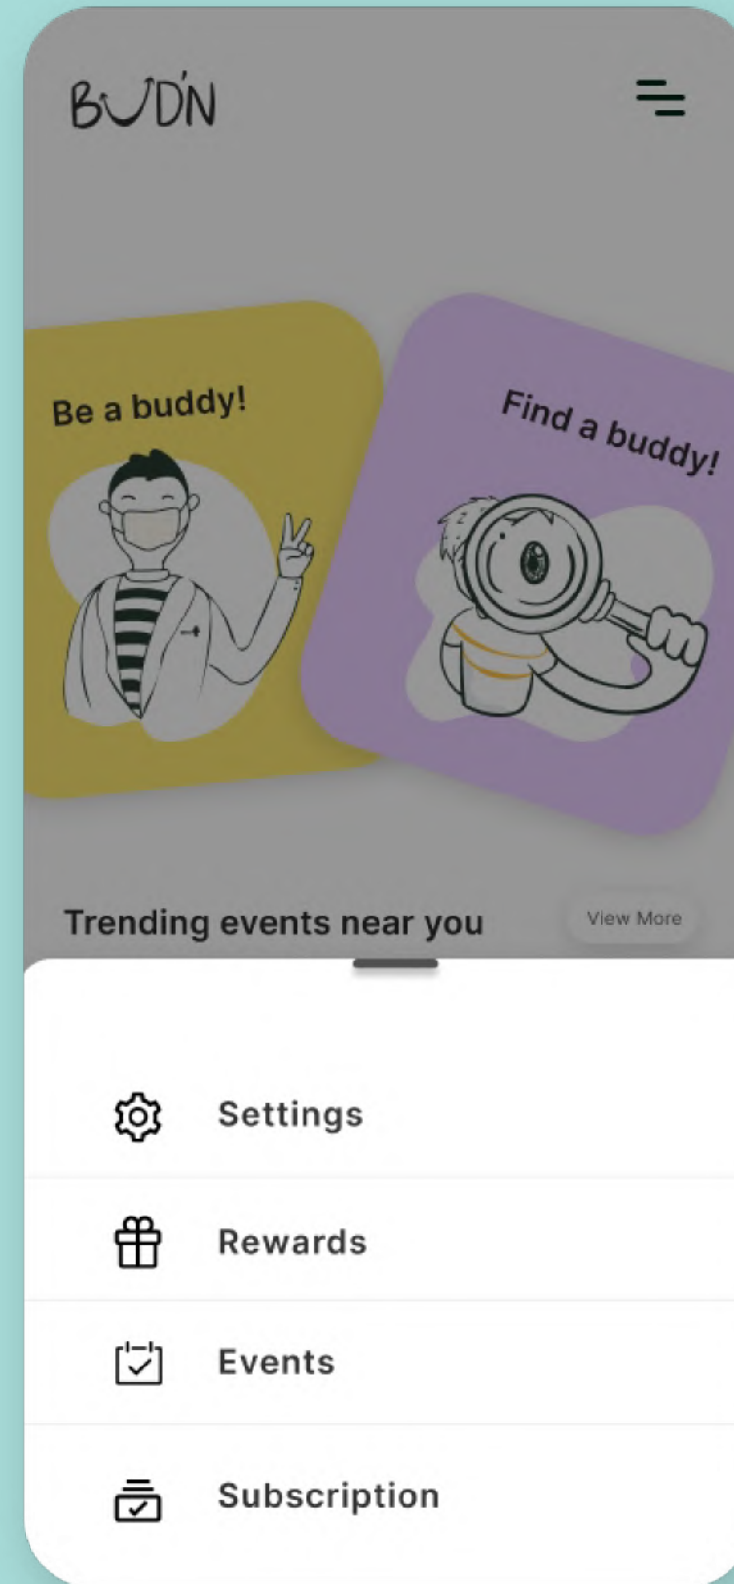 BUD'N
Be a buddy!
Find a buddy!
Trending events near you
View More
Settings
Rewards
Events
Subscription